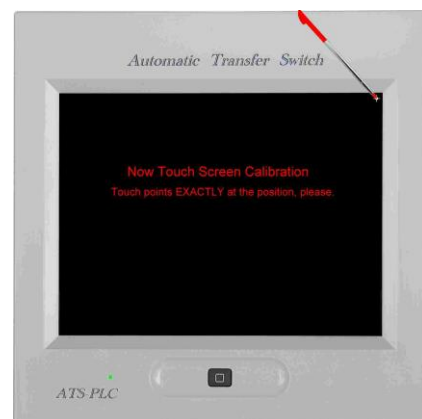 Automatic Transfer Switch
Now Touch Screen Calibration
Touch points EXACTLY at the position, please.
ATS-PLC